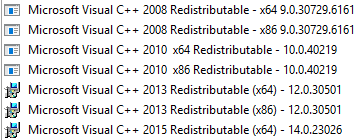 Microsoft Visual C++ 2008 Redistributable - x64 9.0.30729.6161
Microsoft Visual C++ 2008 Redistributable - x86 9.0.30729.6161
Microsoft Visual C++ 2010  x64 Redistributable - 10.0.40219
Microsoft Visual C++ 2010  x86 Redistributable - 10.0.40219
Microsoft Visual C++ 2013 Redistributable (x64) - 12.0.30501
Microsoft Visual C++ 2013 Redistributable (x86) - 12.0.30501
Microsoft Visual C++ 2015 Redistributable (x64) - 14.0.23026